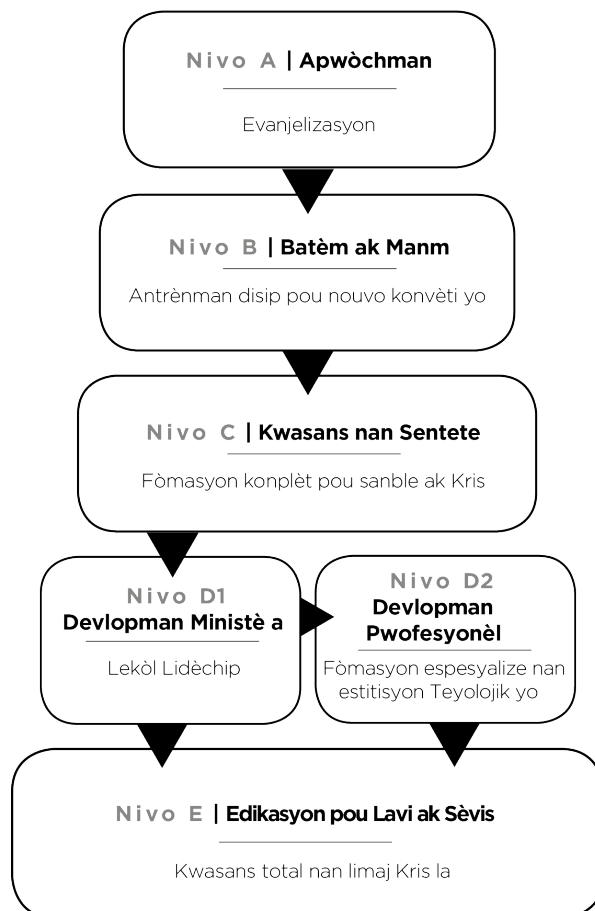 Nivo A | Apwòchman
Evanjelizasyon
Nivo B | Batèm ak Manm
Antrènman disip pou nouvo konvèti yo
Nivo C | Kwasans nan Sentete
Fòmasyon konplèt pou sanble ak Kris
Nivo D1
Devlopman Ministè a
Lekòl Lidèchip
Nivo D2
Devlopman
Pwofesyonèl
Fòmasyon espesyalize nan
estitisyon Teyolojik yo
Nivo E | Edikasyon pou Lavi ak Sèvis
Kwasans total nan limaj Kris la